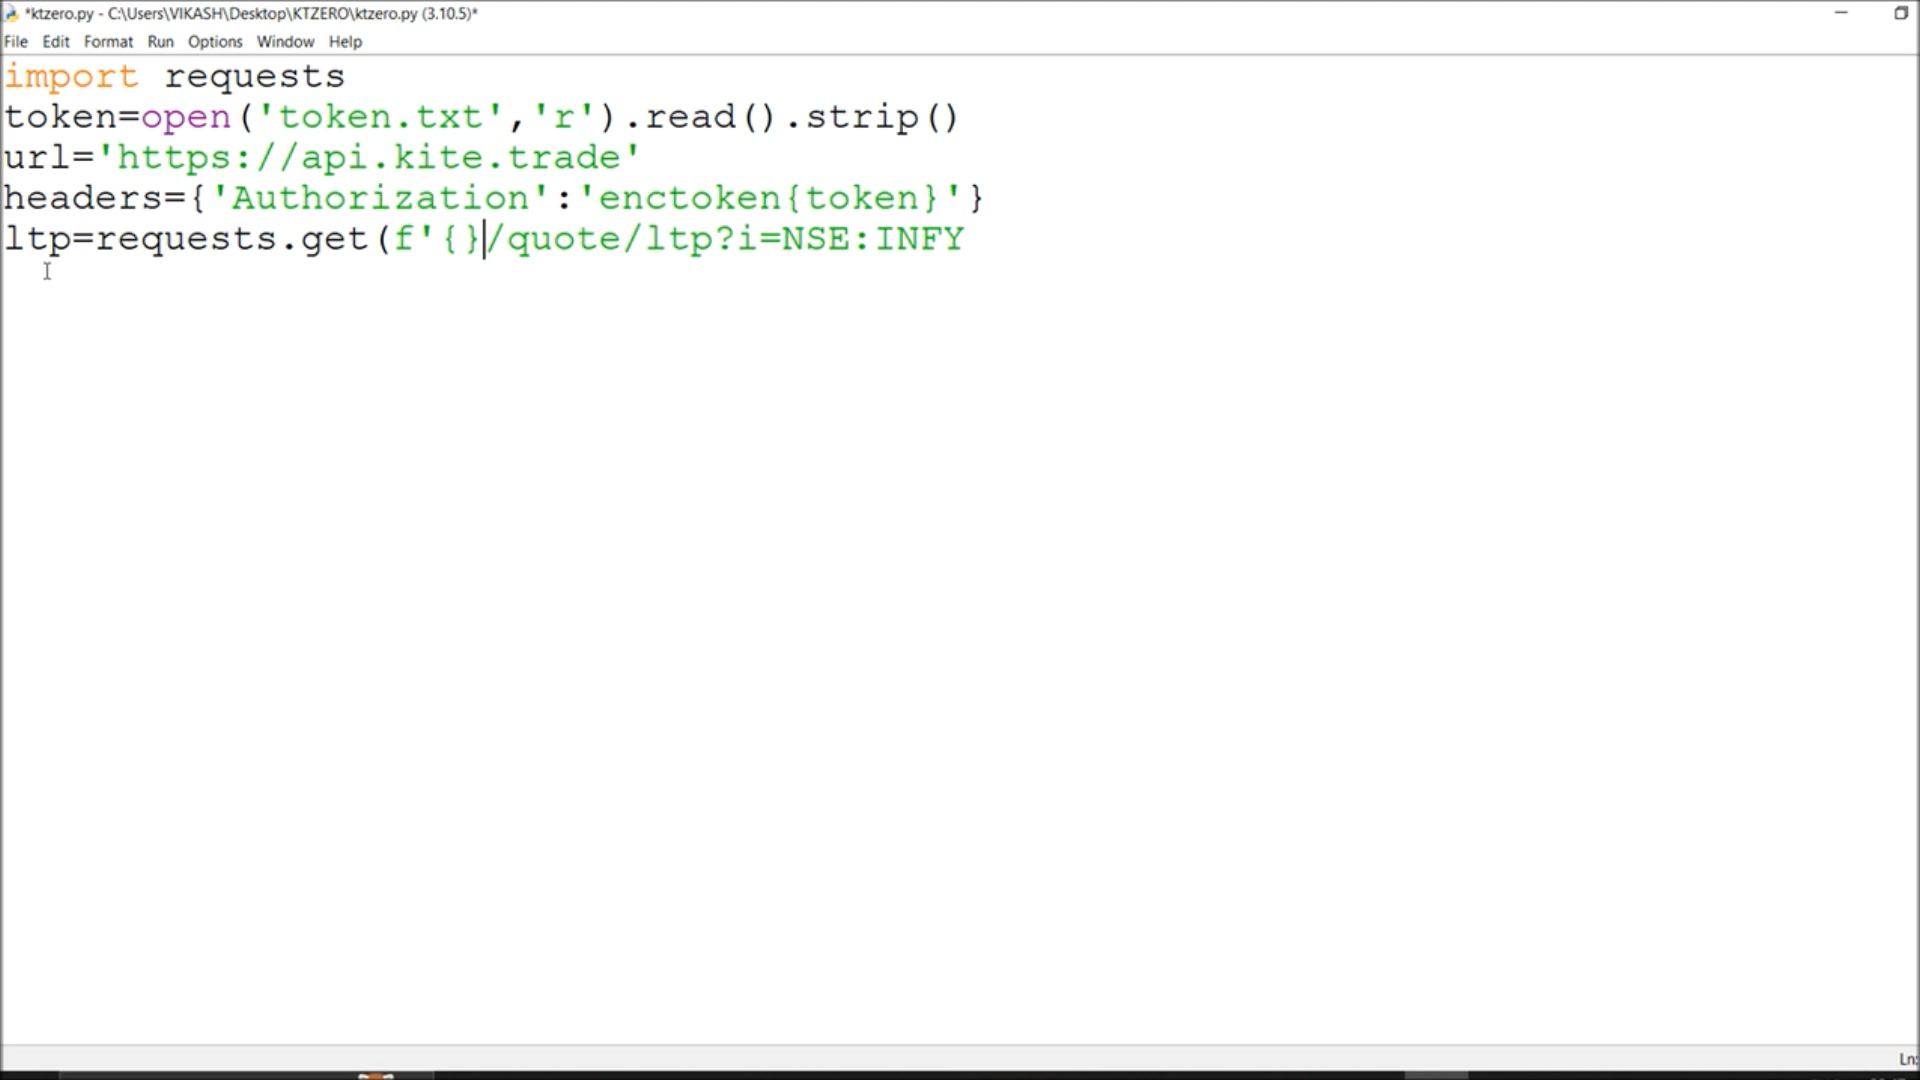 *ktzero.py - C:\Users\VIKASH\Desktop\KTZERO\ktzero.py (3.10.5)*
File Edit Format Run Options Window Help
import requests
token=open('token.txt','r').read().strip()
url='https://api.kite.trade'
headers={'Authorization':'enctoken{token}'}
ltp=requests.get(f'{}/quote/ltp?i=NSE:INFY
Ln: